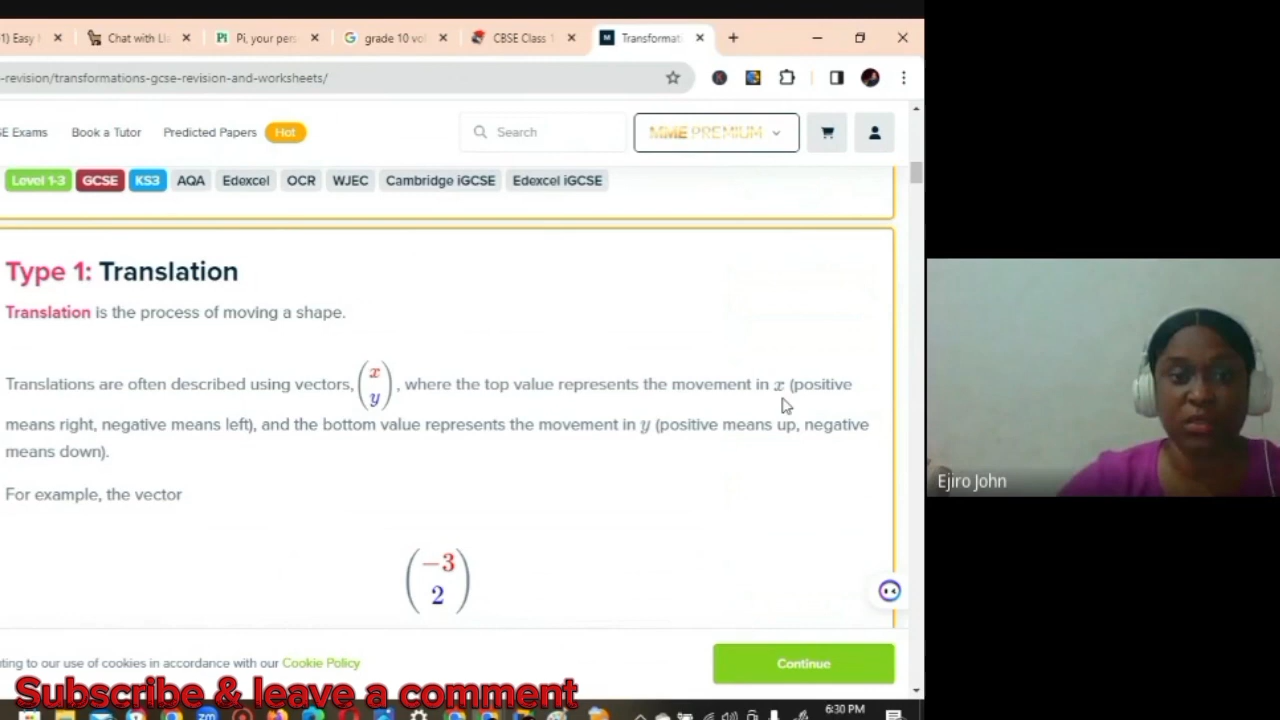 1) Easy
Chat with Ll
Pi, your pers
grade 10 vol
CBSE Class 1
Transformati
-revision/transformations-gcse-revision-and-worksheets/
SE Exams Book a Tutor Predicted Papers Hot Search MME PREMIUM
Level 1-3 GCSE KS3 AQA Edexcel OCR WJEC Cambridge iGCSE Edexcel iGCSE
Type 1: Translation
Translation is the process of moving a shape.
Translations are often described using vectors, (x y), where the top value represents the movement in x (positive
means right, negative means left), and the bottom value represents the movement in y (positive means up, negative
means down).
For example, the vector
−3
2
Ejiro John
ting to our use of cookies in accordance with our Cookie Policy
Continue
Subscribe & leave a comment
6:30 PM